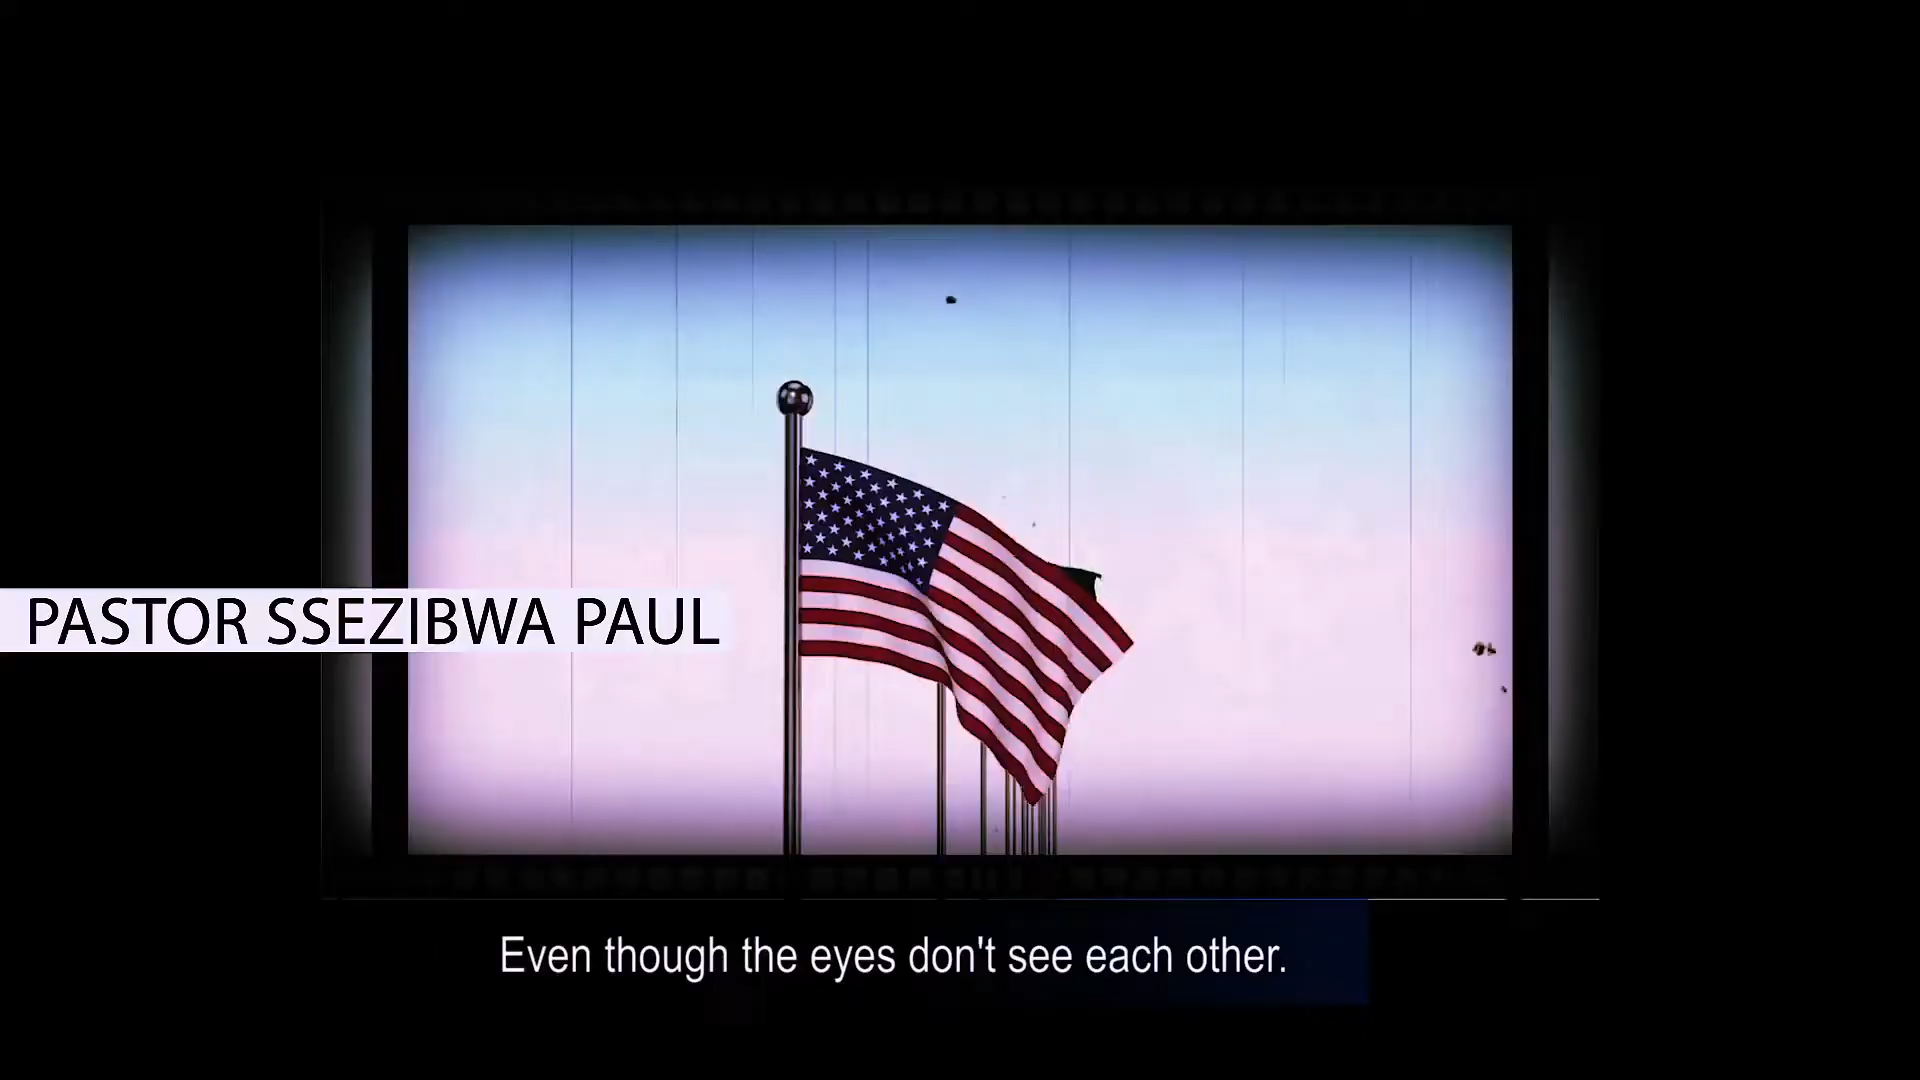 PASTOR SSEZIBWA PAUL
Even though the eyes don't see each other.